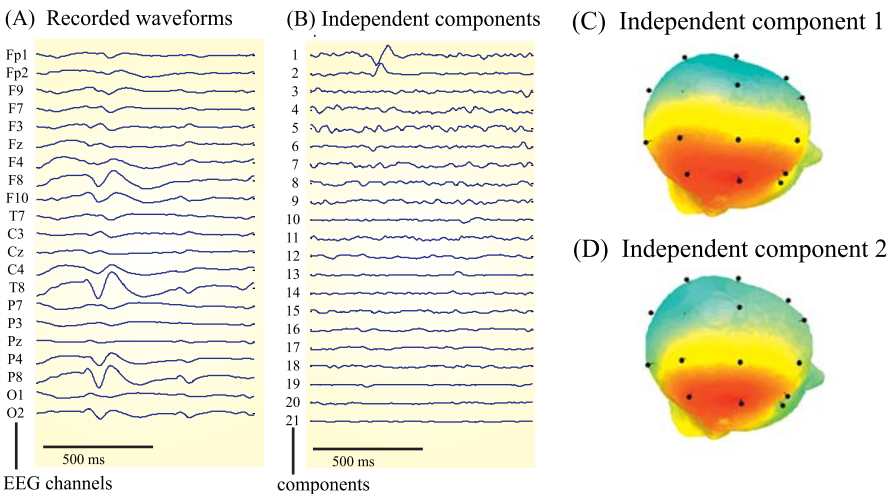 (A) Recorded waveforms
Fp1
Fp2
F9
F7
F3
Fz
F4
F8
F10
T7
C3
Cz
C4
T8
P7
P3
Pz
P4
P8
O1
O2
500 ms
EEG channels
(B) Independent components
1
2
3
4
5
6
7
8
9
10
11
12
13
14
15
16
17
18
19
20
21
500 ms
components
(C) Independent component 1
(D) Independent component 2